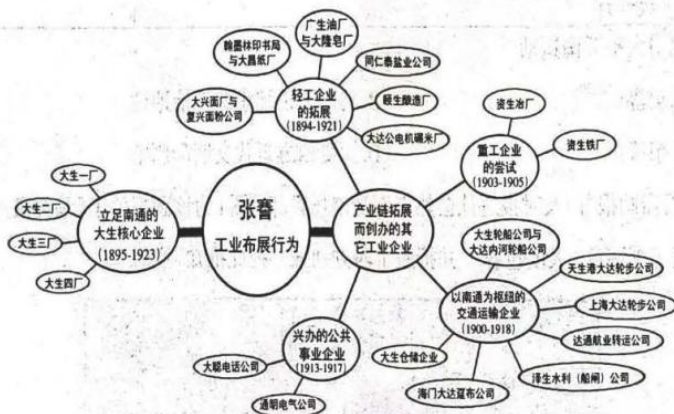 广生油厂
与大隆皂厂
翰墨林印书局
与大昌纸厂
同仁泰盐业公司
大兴面厂与
复兴面粉公司
轻工企业
的拓展
(1894-1921)
颐生酿造厂
大达公电机碾米厂
资生冶厂
资生铁厂
重工企业
的尝试
(1903-1905)
大生一厂
大生二厂
大生三厂
大生四厂
立足南通的
大生核心企业
(1895-1923)
张謇
工业布展行为
产业链拓展
而创办的其
它工业企业
大生轮船公司与
大达内河轮船公司
天生港大达轮步公司
上海大达轮步公司
达通航业转运公司
泽生水利（船闸）公司
海门大达趸布公司
大生仓储企业
以南通为枢纽的
交通运输企业
(1900-1918)
兴办的公共
事业企业
(1913-1917)
大聪电话公司
通明电气公司